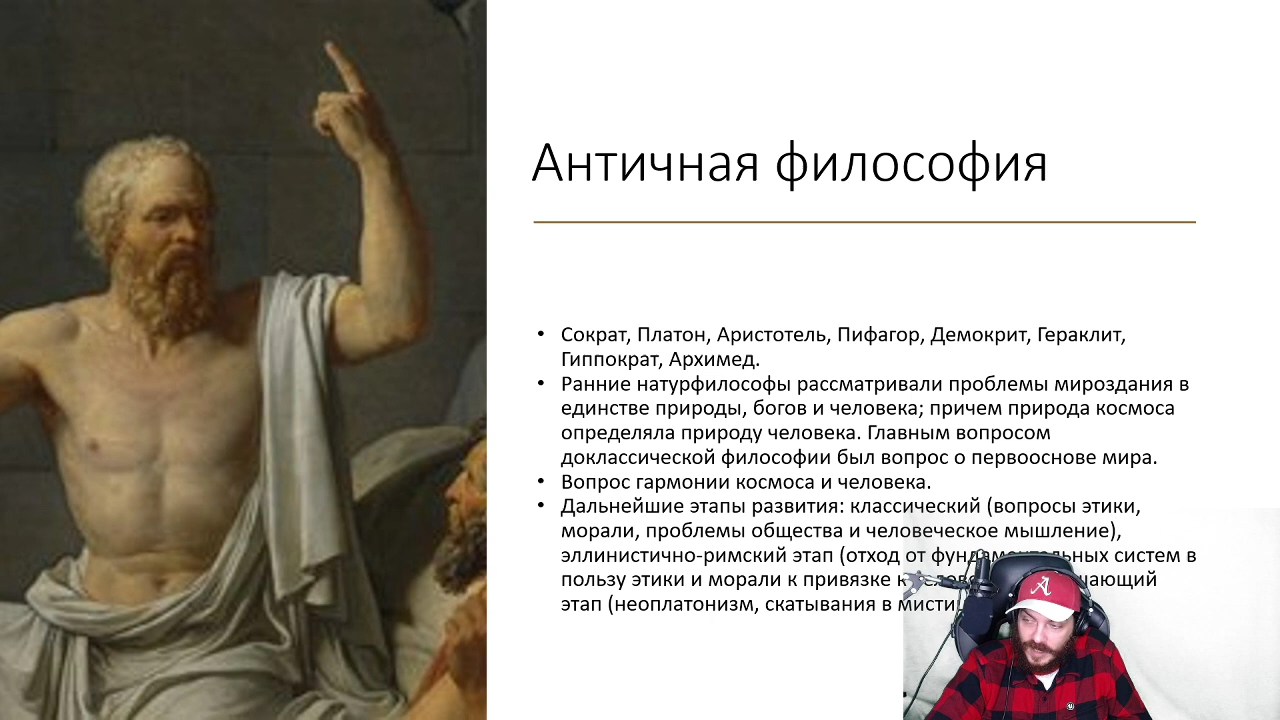 Античная философия
• Сократ, Платон, Аристотель, Пифагор, Демокрит, Гераклит,
Гиппократ, Архимед.
• Ранние натурфилософы рассматривали проблемы мироздания в
единстве природы, богов и человека; причем природа космоса
определяла природу человека. Главным вопросом
доклассической философии был вопрос о первооснове мира.
• Вопрос гармонии космоса и человека.
• Дальнейшие этапы развития: классический (вопросы этики,
морали, проблемы общества и человеческое мышление),
эллинистично-римский этап (отход от фундаментальных систем в
пользу этики и морали к привязке к
этап (неоплатонизм, скатывания в
A